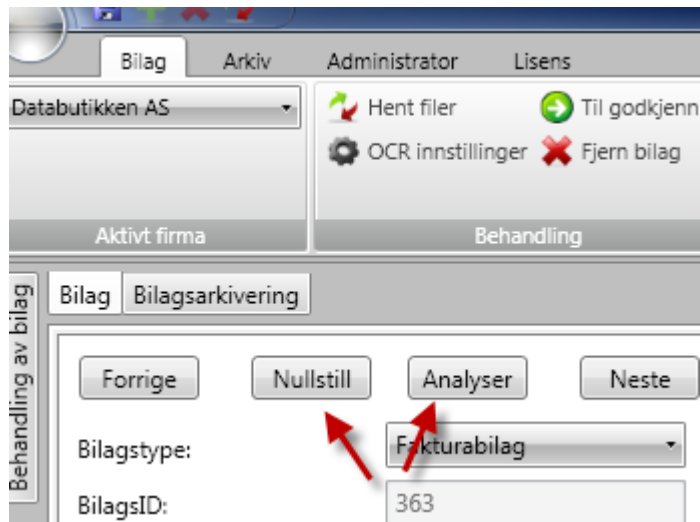 Bilag Arkiv Administrator Lisens
Databutikken AS Hent filer Til godkjenn
OCR innstillinger Fjern bilag
Aktivt firma Behandling
Behandling av bilag
Bilag Bilagsarkivering
Forrige Nullstill Analyser Neste
Bilagstype: Fakturabilag
BilagsID: 363